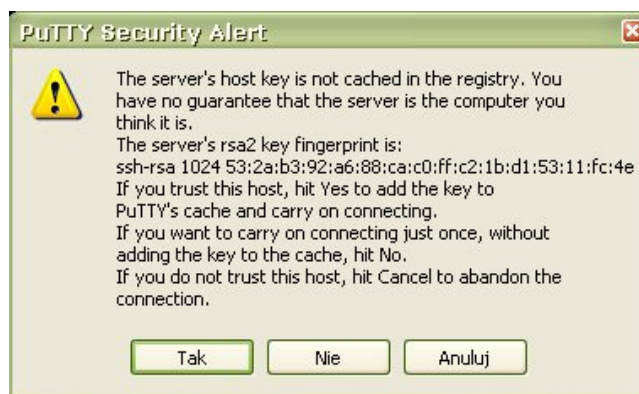 PuTTY Security Alert
The server's host key is not cached in the registry. You
have no guarantee that the server is the computer you
think it is.
The server's rsa2 key fingerprint is:
ssh-rsa 1024 53:2a:b3:92:a6:88:ca:c0:ff:c2:1b:d1:53:11:fc:4e
If you trust this host, hit Yes to add the key to
PuTTY's cache and carry on connecting.
If you want to carry on connecting just once, without
adding the key to the cache, hit No.
If you do not trust this host, hit Cancel to abandon the
connection.
Tak Nie Anuluj